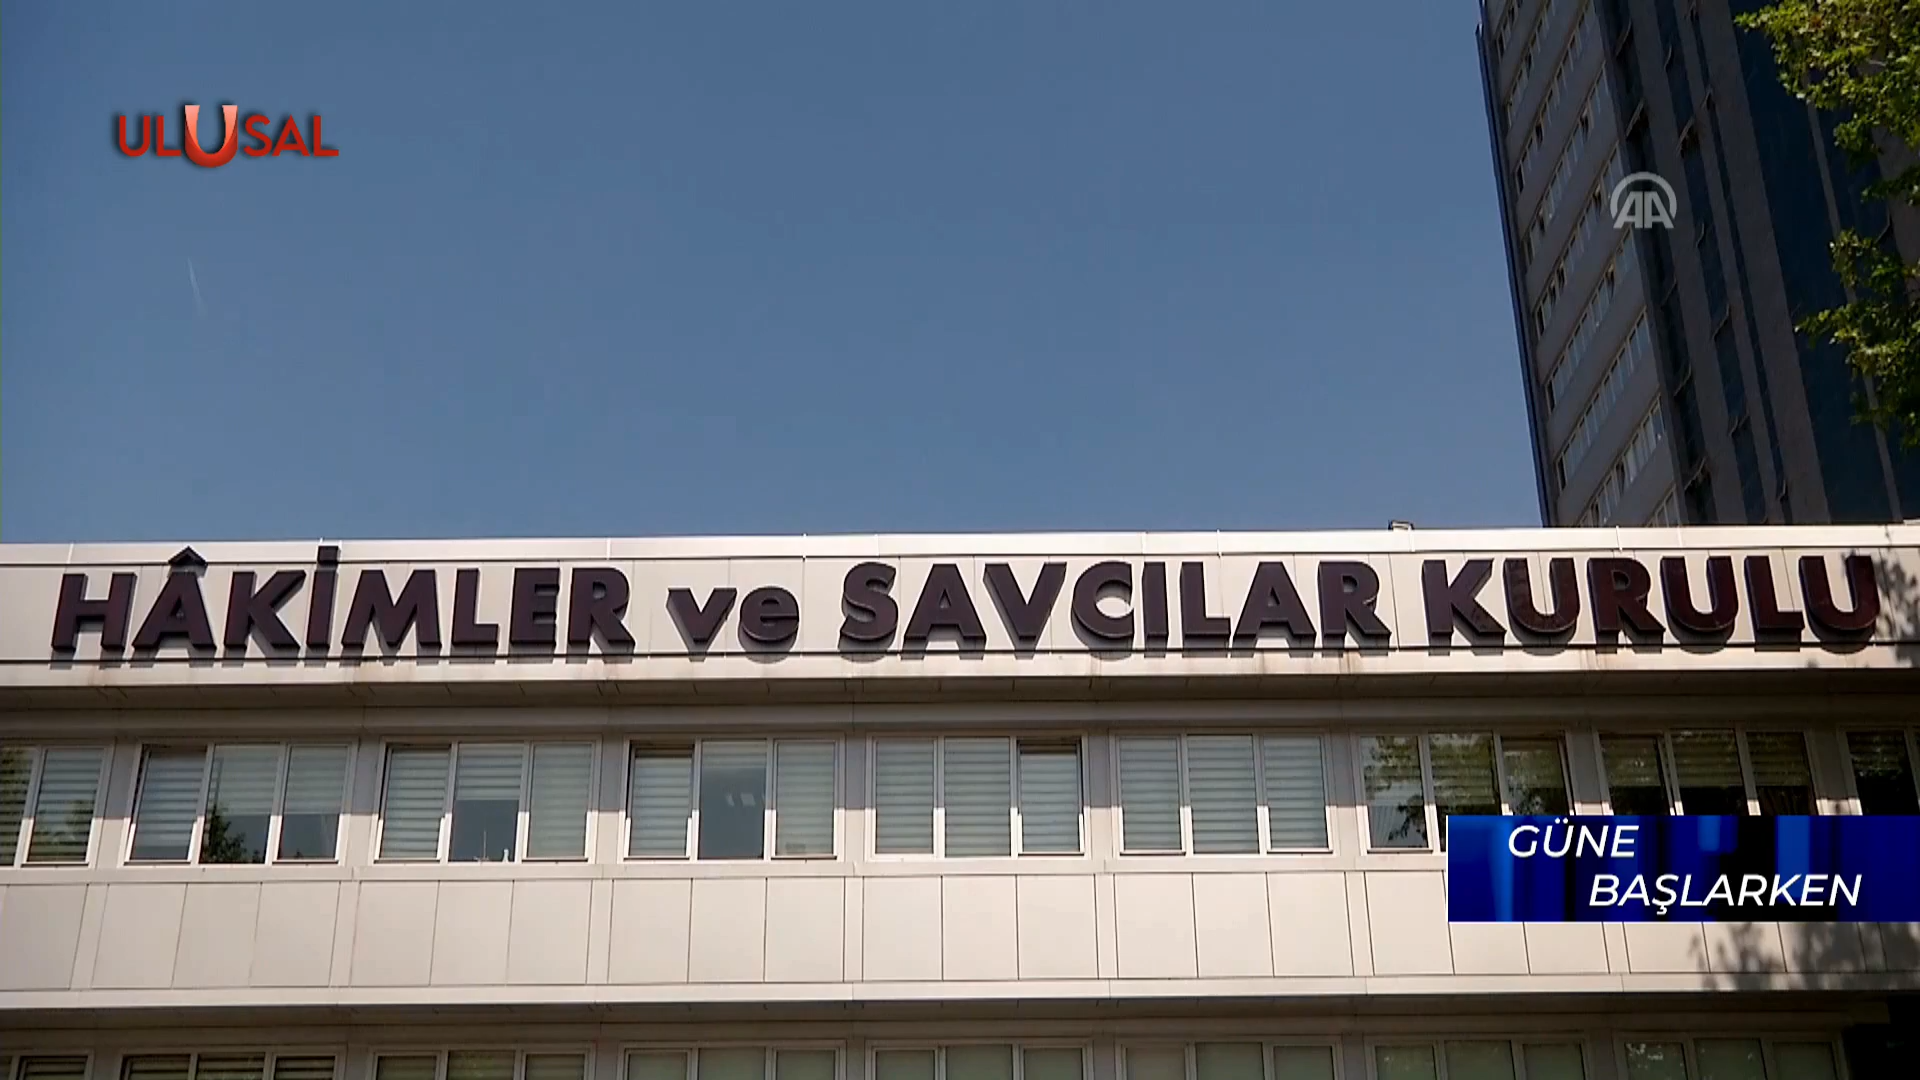 ULUSAL
AA
HÂKİMLER ve SAVCILAR KURULU
GÜNE
BAŞLARKEN